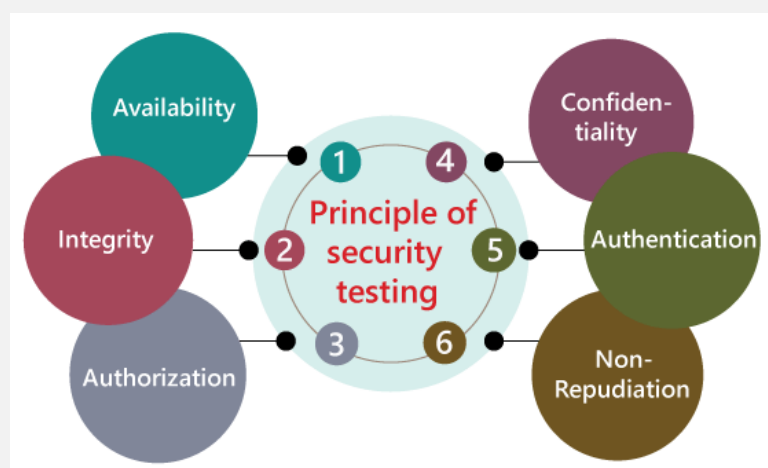 Availability
Integrity
Authorization
1
2
3
Principle of
security
testing
4
5
6
Confiden-
tiality
Authentication
Non-
Repudiation